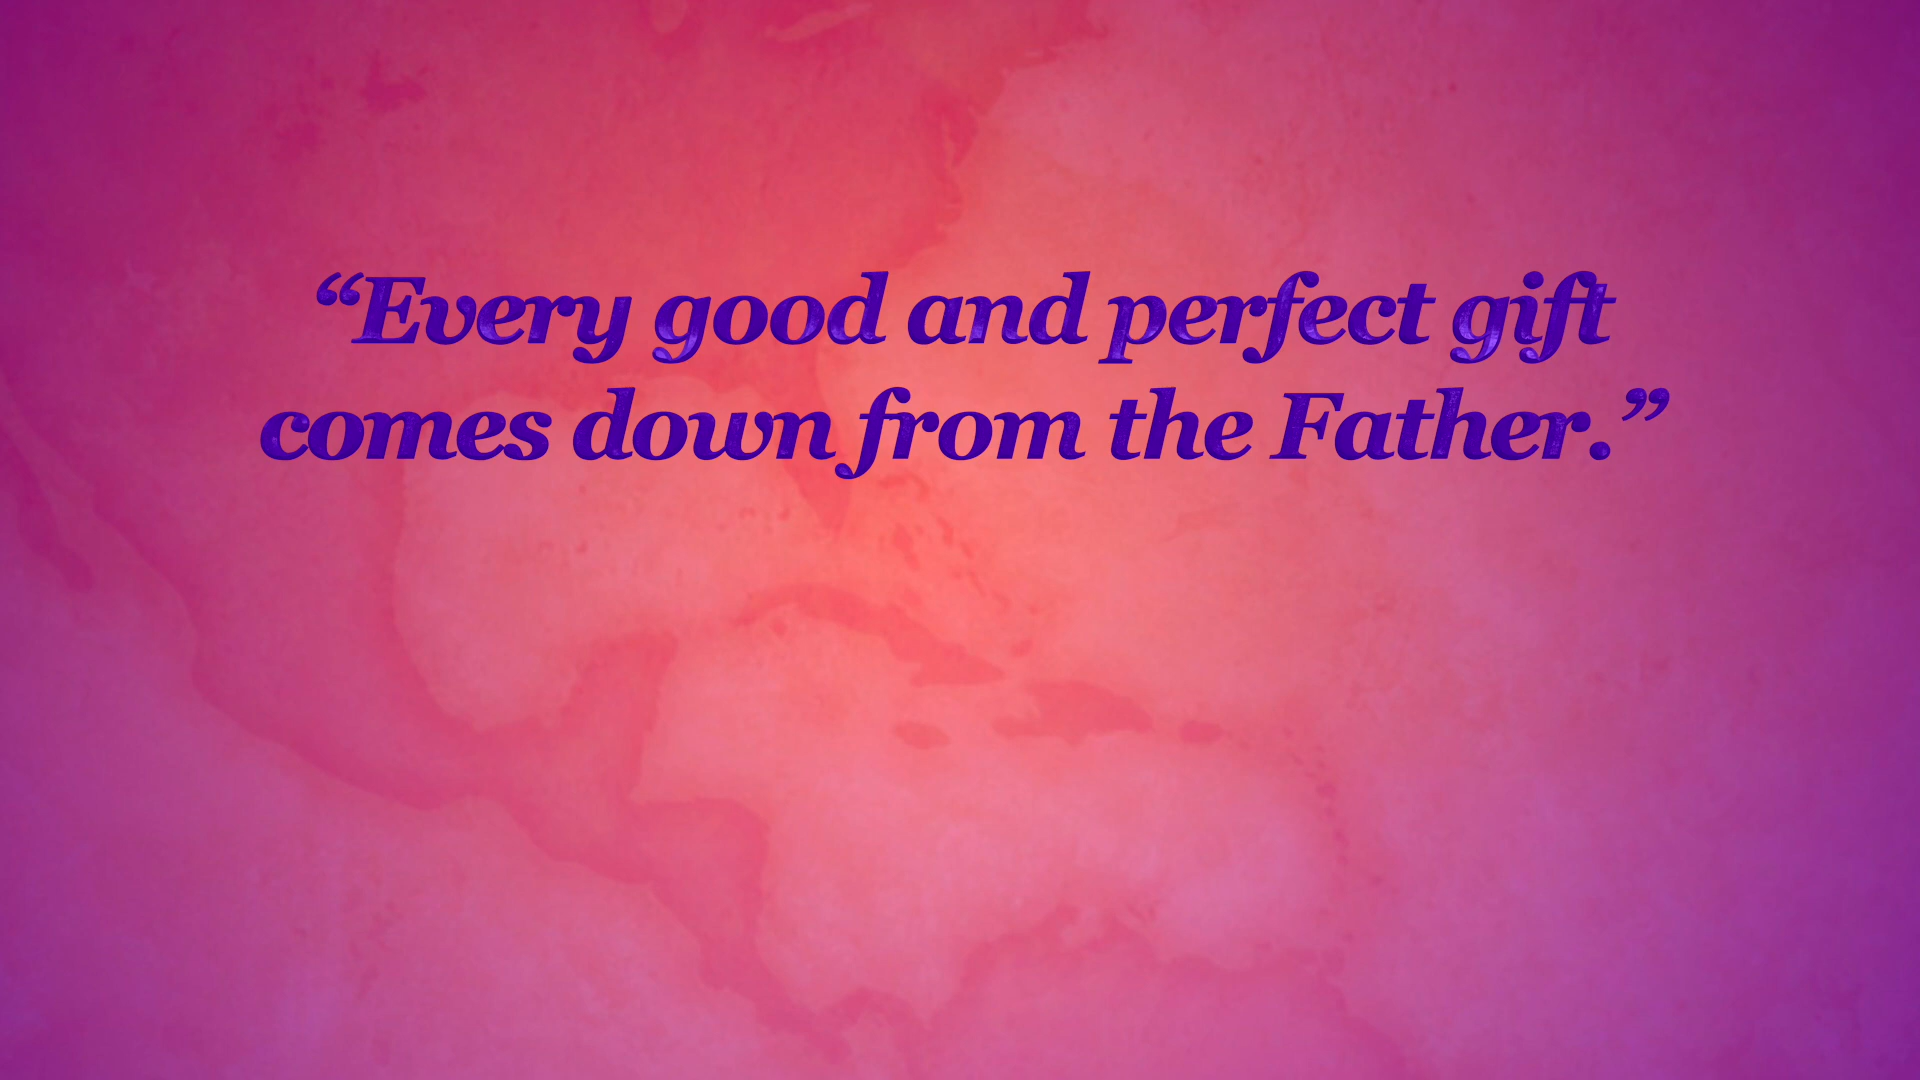 “Every good and perfect gift
comes down from the Father.”